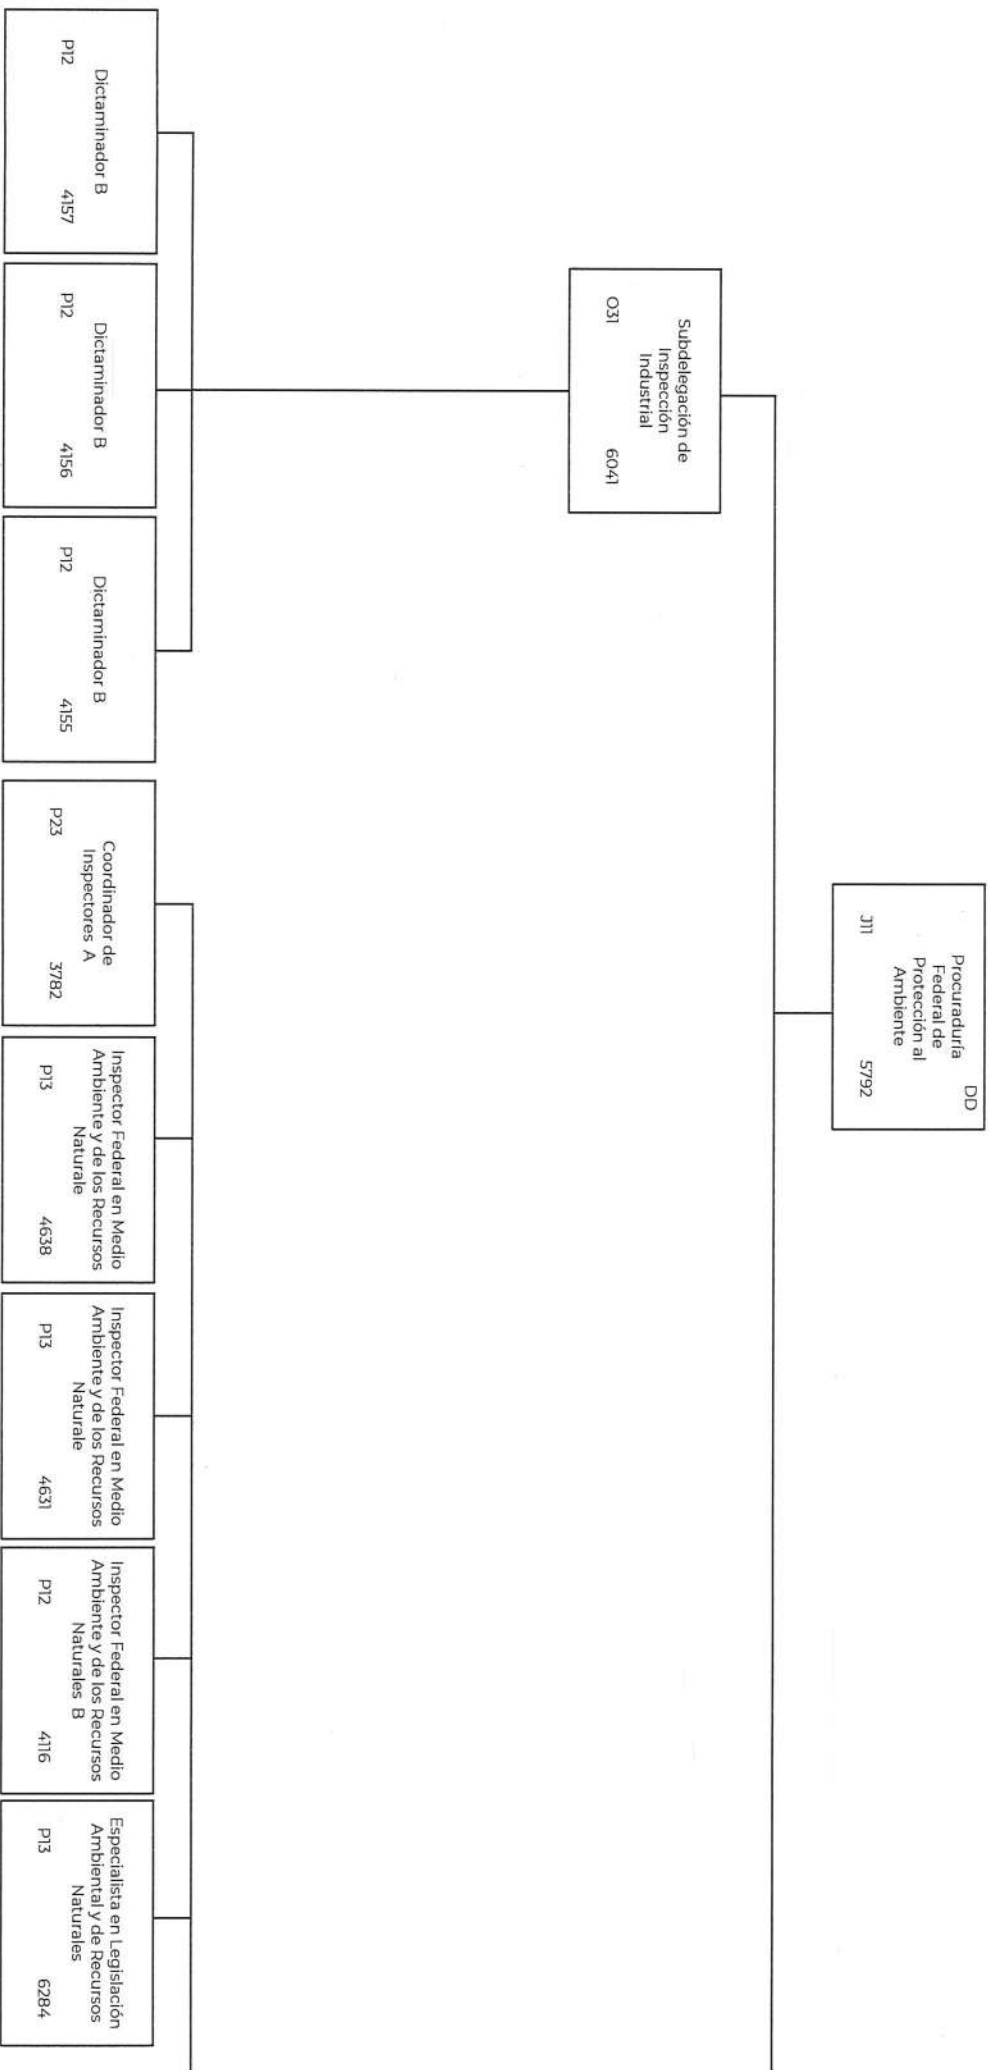 DD
Procuraduría
Federal de
Protección al
Ambiente
J11 5792
Subdelegación de
Inspección
Industrial
O31 6041
Dictaminador B
P12 4157
Dictaminador B
P12 4156
Dictaminador B
P12 4155
Coordinador de
Inspectores A
P23 3782
Inspector Federal en Medio
Ambiente y de los Recursos
Naturale
P13 4638
Inspector Federal en Medio
Ambiente y de los Recursos
Naturale
P13 4631
Inspector Federal en Medio
Ambiente y de los Recursos
Naturales B
P12 4116
Especialista en Legislación
Ambiental y de Recursos
Naturales
P13 6284